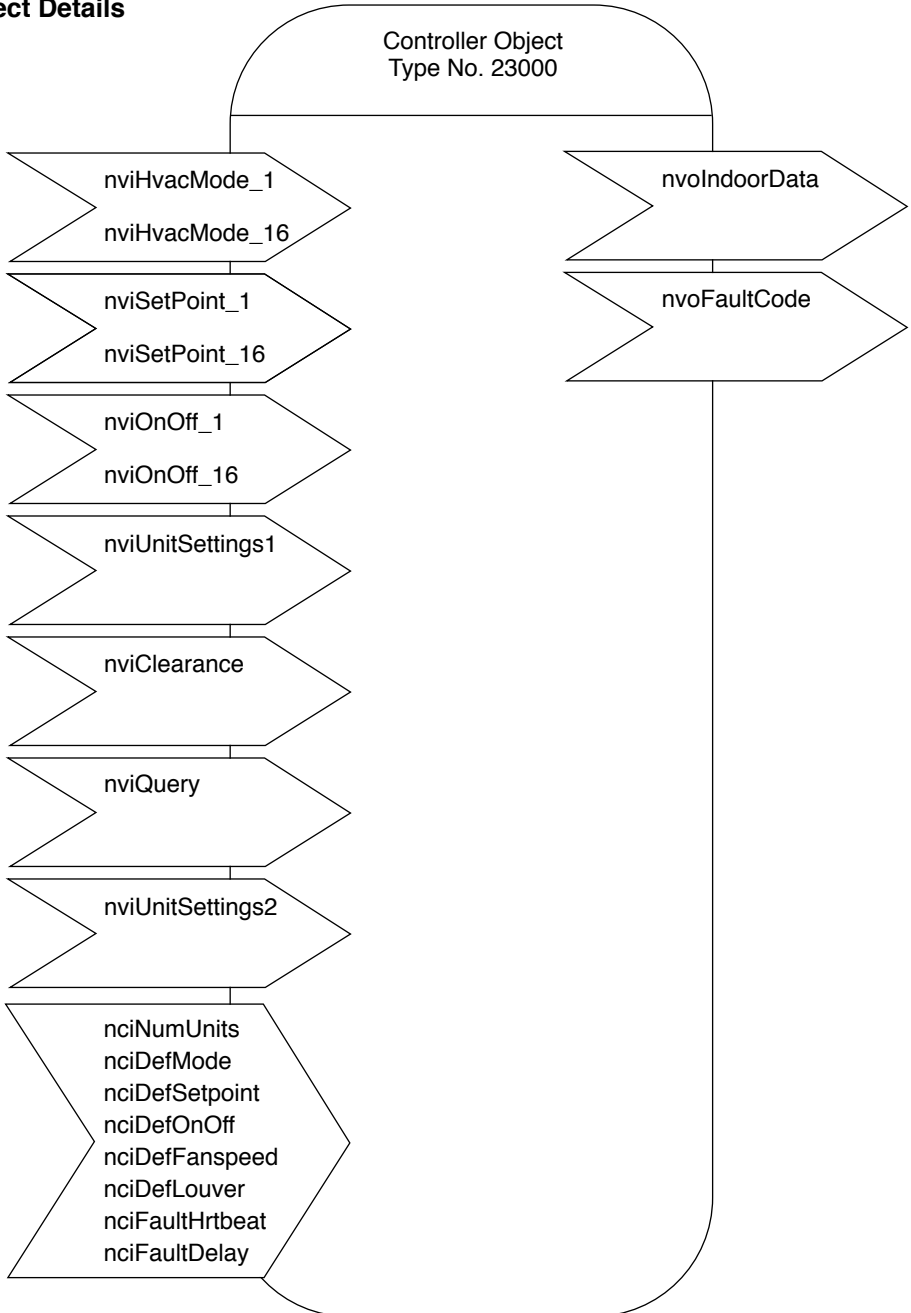 ect Details
Controller Object
Type No. 23000
nviHvacMode_1
nviHvacMode_16
nviSetPoint_1
nviSetPoint_16
nviOnOff_1
nviOnOff_16
nviUnitSettings1
nviClearance
nviQuery
nviUnitSettings2
nciNumUnits
nciDefMode
nciDefSetpoint
nciDefOnOff
nciDefFanspeed
nciDefLouver
nciFaultHrtbeat
nciFaultDelay
nvoIndoorData
nvoFaultCode